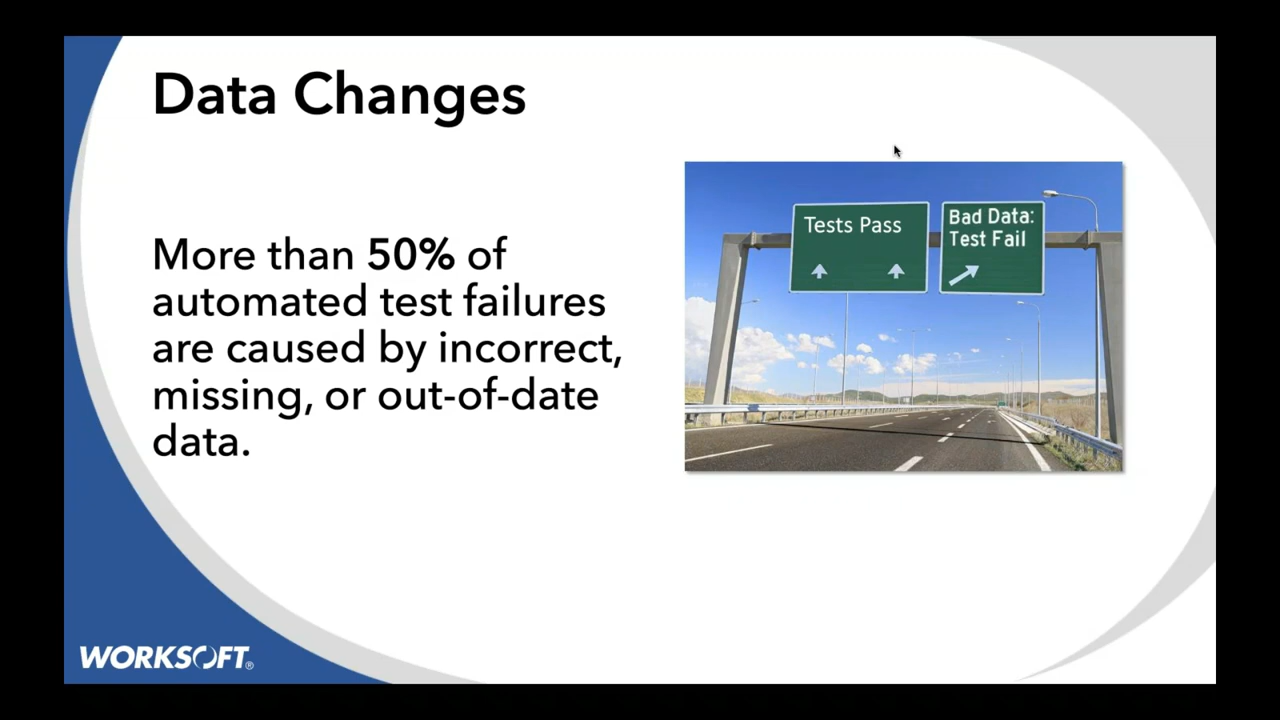 Data Changes
More than 50% of
automated test failures
are caused by incorrect,
missing, or out-of-date
data.
Tests Pass
Bad Data:
Test Fail
WORKSOFT®